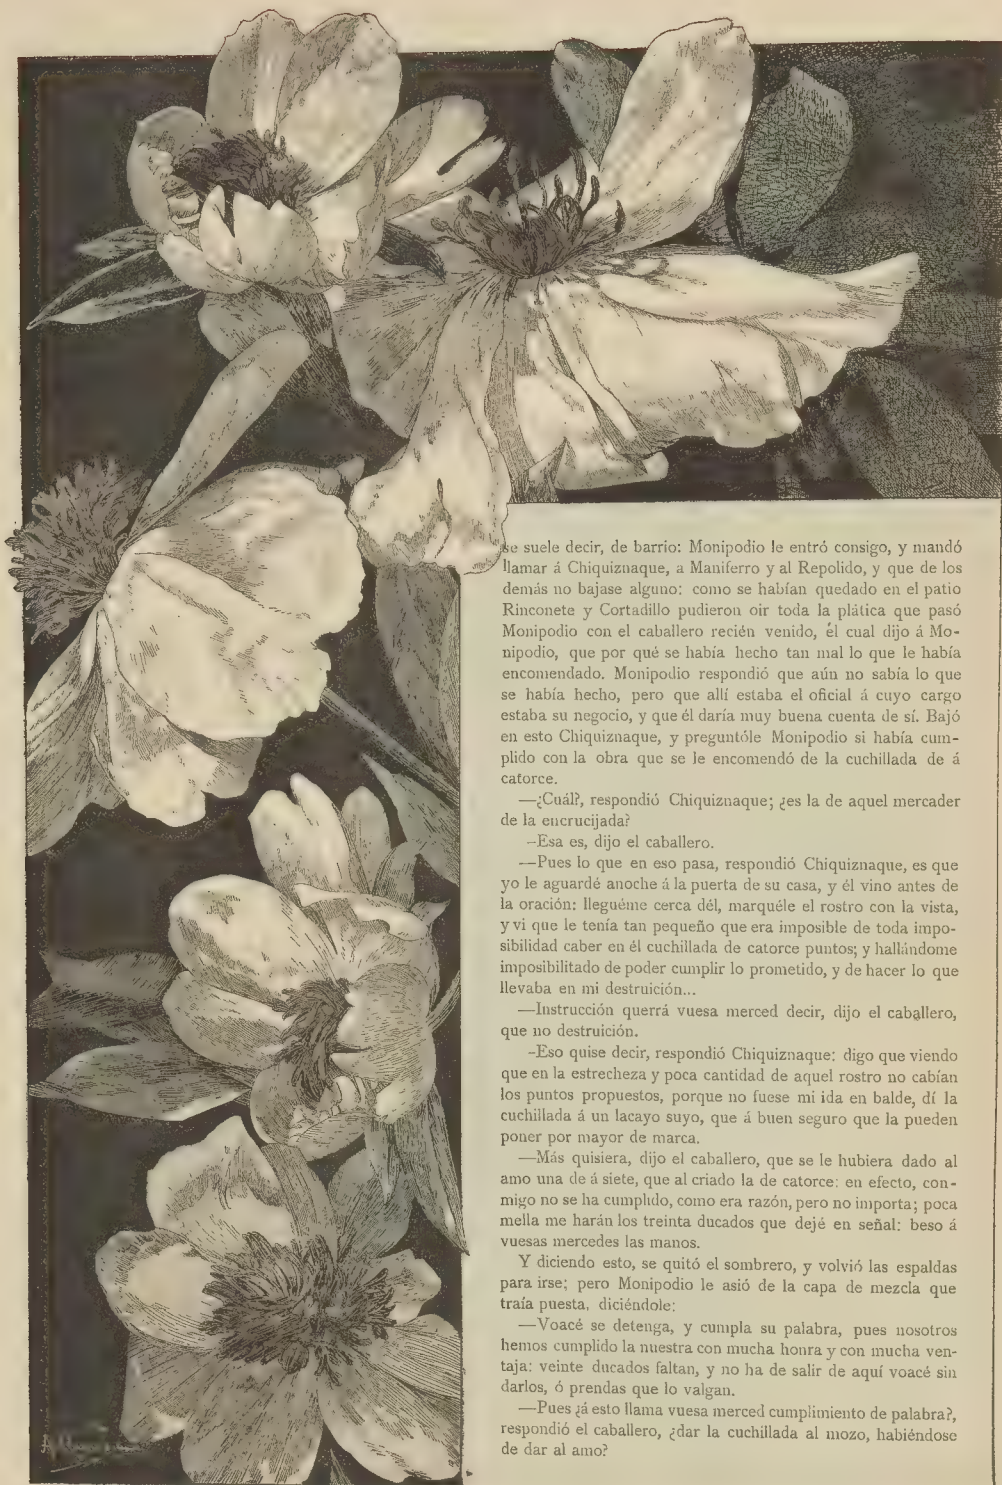 se suele decir, de barrio: Monipodio le entró consigo, y mandó
llamar á Chiquiznaque, a Maniferro y al Repolido, y que de los
demás no bajase alguno: como se habían quedado en el patio
Rinconete y Cortadillo pudieron oir toda la plática que pasó
Monipodio con el caballero recién venido, él cual dijo á Mo-
nipodio, que por qué se había hecho tan mal lo que le había
encomendado. Monipodio respondió que aún no sabía lo que
se había hecho, pero que allí estaba el oficial á cuyo cargo
estaba su negocio, y que él daría muy buena cuenta de sí. Bajó
en esto Chiquiznaque, y preguntóle Monipodio si había cum-
plido con la obra que se le encomendó de la cuchillada de á
catorce.
—¿Cuál?, respondió Chiquiznaque; ¿es la de aquel mercader
de la encrucijada?
-Esa es, dijo el caballero.
—Pues lo que en eso pasa, respondió Chiquiznaque, es que
yo le aguardé anoche á la puerta de su casa, y él vino antes de
la oración: lleguéme cerca dél, marquéle el rostro con la vista,
y vi que le tenía tan pequeño que era imposible de toda impo-
sibilidad caber en él cuchillada de catorce puntos; y hallándome
imposibilitado de poder cumplir lo prometido, y de hacer lo que
llevaba en mi destruición...
—Instrucción querrá vuesa merced decir, dijo el caballero,
que no destruición.
-Eso quise decir, respondió Chiquiznaque: digo que viendo
que en la estrecheza y poca cantidad de aquel rostro no cabían
los puntos propuestos, porque no fuese mi ida en balde, dí la
cuchillada á un lacayo suyo, que á buen seguro que la pueden
poner por mayor de marca.
—Más quisiera, dijo el caballero, que se le hubiera dado al
amo una de á siete, que al criado la de catorce: en efecto, con-
migo no se ha cumplido, como era razón, pero no importa; poca
mella me harán los treinta ducados que dejé en señal: beso á
vuesas mercedes las manos.
Y diciendo esto, se quitó el sombrero, y volvió las espaldas
para irse; pero Monipodio le asió de la capa de mezcla que
traía puesta, diciéndole:
—Voacé se detenga, y cumpla su palabra, pues nosotros
hemos cumplido la nuestra con mucha honra y con mucha ven-
taja: veinte ducados faltan, y no ha de salir de aquí voacé sin
darlos, ó prendas que lo valgan.
—Pues ¿á esto llama vuesa merced cumplimiento de palabra?,
respondió el caballero, ¿dar la cuchillada al mozo, habiéndose
de dar al amo?